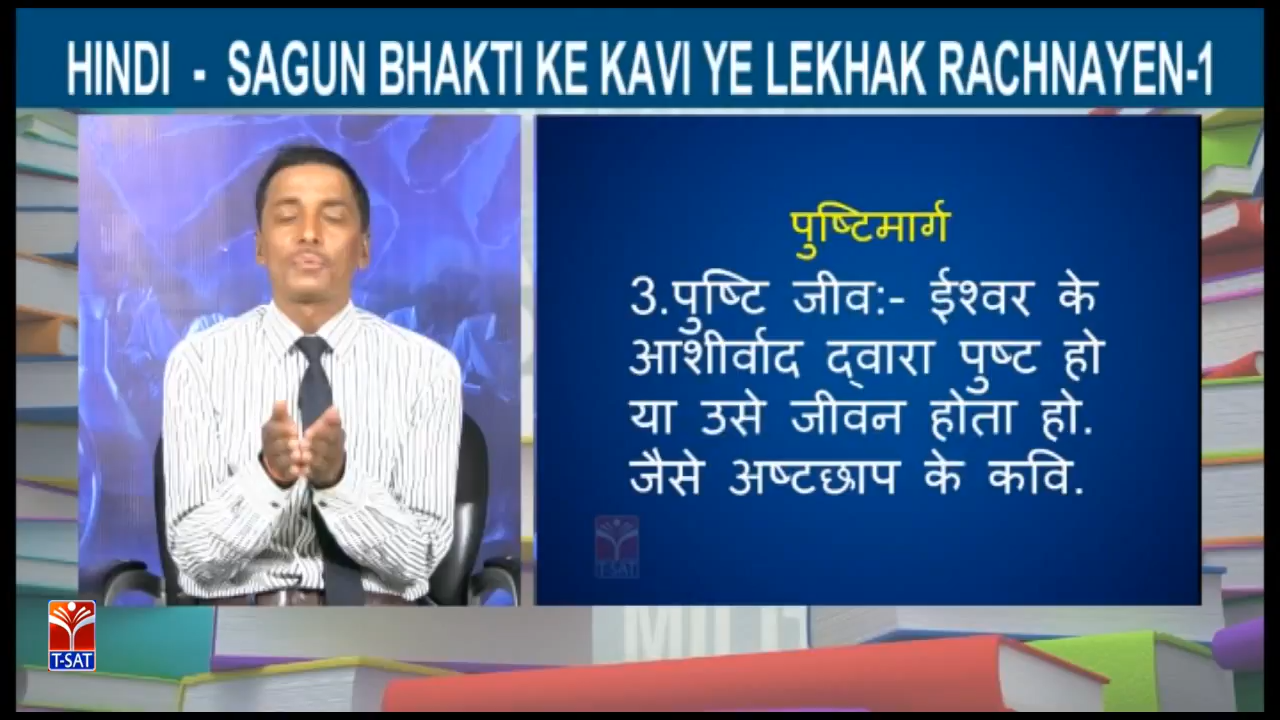 HINDI - SAGUN BHAKTI KE KAVI YE LEKHAK RACHNAYEN-1
पुष्टिमार्ग
3.पुष्टि जीव:- ईश्वर के
आशीर्वाद द्वारा पुष्ट हो
या उसे जीवन होता हो.
जैसे अष्टछाप के कवि.
T-SAT
T-SAT